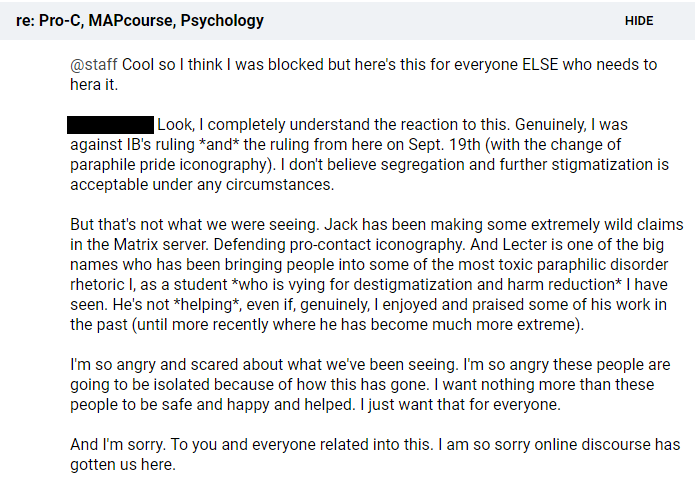 re: Pro-C, MAPcourse, Psychology
HIDE
@staff Cool so I think I was blocked but here's this for everyone ELSE who needs to
hera it.
Look, I completely understand the reaction to this. Genuinely, I was
against IB's ruling *and* the ruling from here on Sept. 19th (with the change of
paraphile pride iconography). I don't believe segregation and further stigmatization is
acceptable under any circumstances.
But that's not what we were seeing. Jack has been making some extremely wild claims
in the Matrix server. Defending pro-contact iconography. And Lecter is one of the big
names who has been bringing people into some of the most toxic paraphilic disorder
rhetoric I, as a student *who is vying for destigmatization and harm reduction* I have
seen. He's not *helping*, even if, genuinely, I enjoyed and praised some of his work in
the past (until more recently where he has become much more extreme).
I'm so angry and scared about what we've been seeing. I'm so angry these people are
going to be isolated because of how this has gone. I want nothing more than these
people to be safe and happy and helped. I just want that for everyone.
And I'm sorry. To you and everyone related into this. I am so sorry online discourse has
gotten us here.